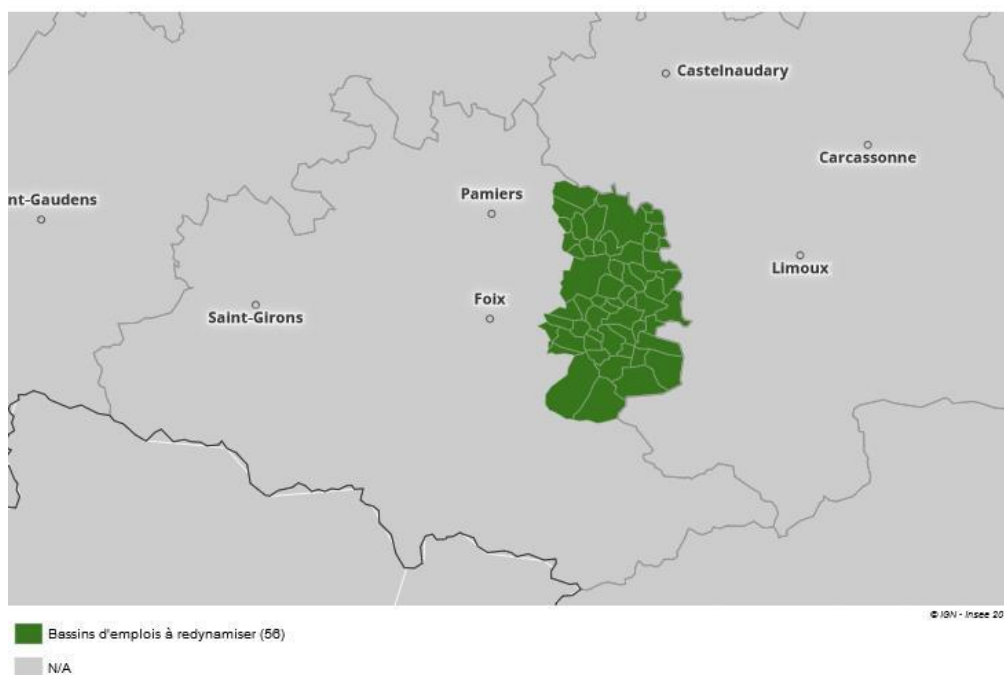 Castelnaudary
Carcassonne
nt-Gaudens
Pamiers
Limoux
Foix
Saint-Girons
© IGN - Insee 20
Bassins d'emplois à redynamiser (56)
N/A